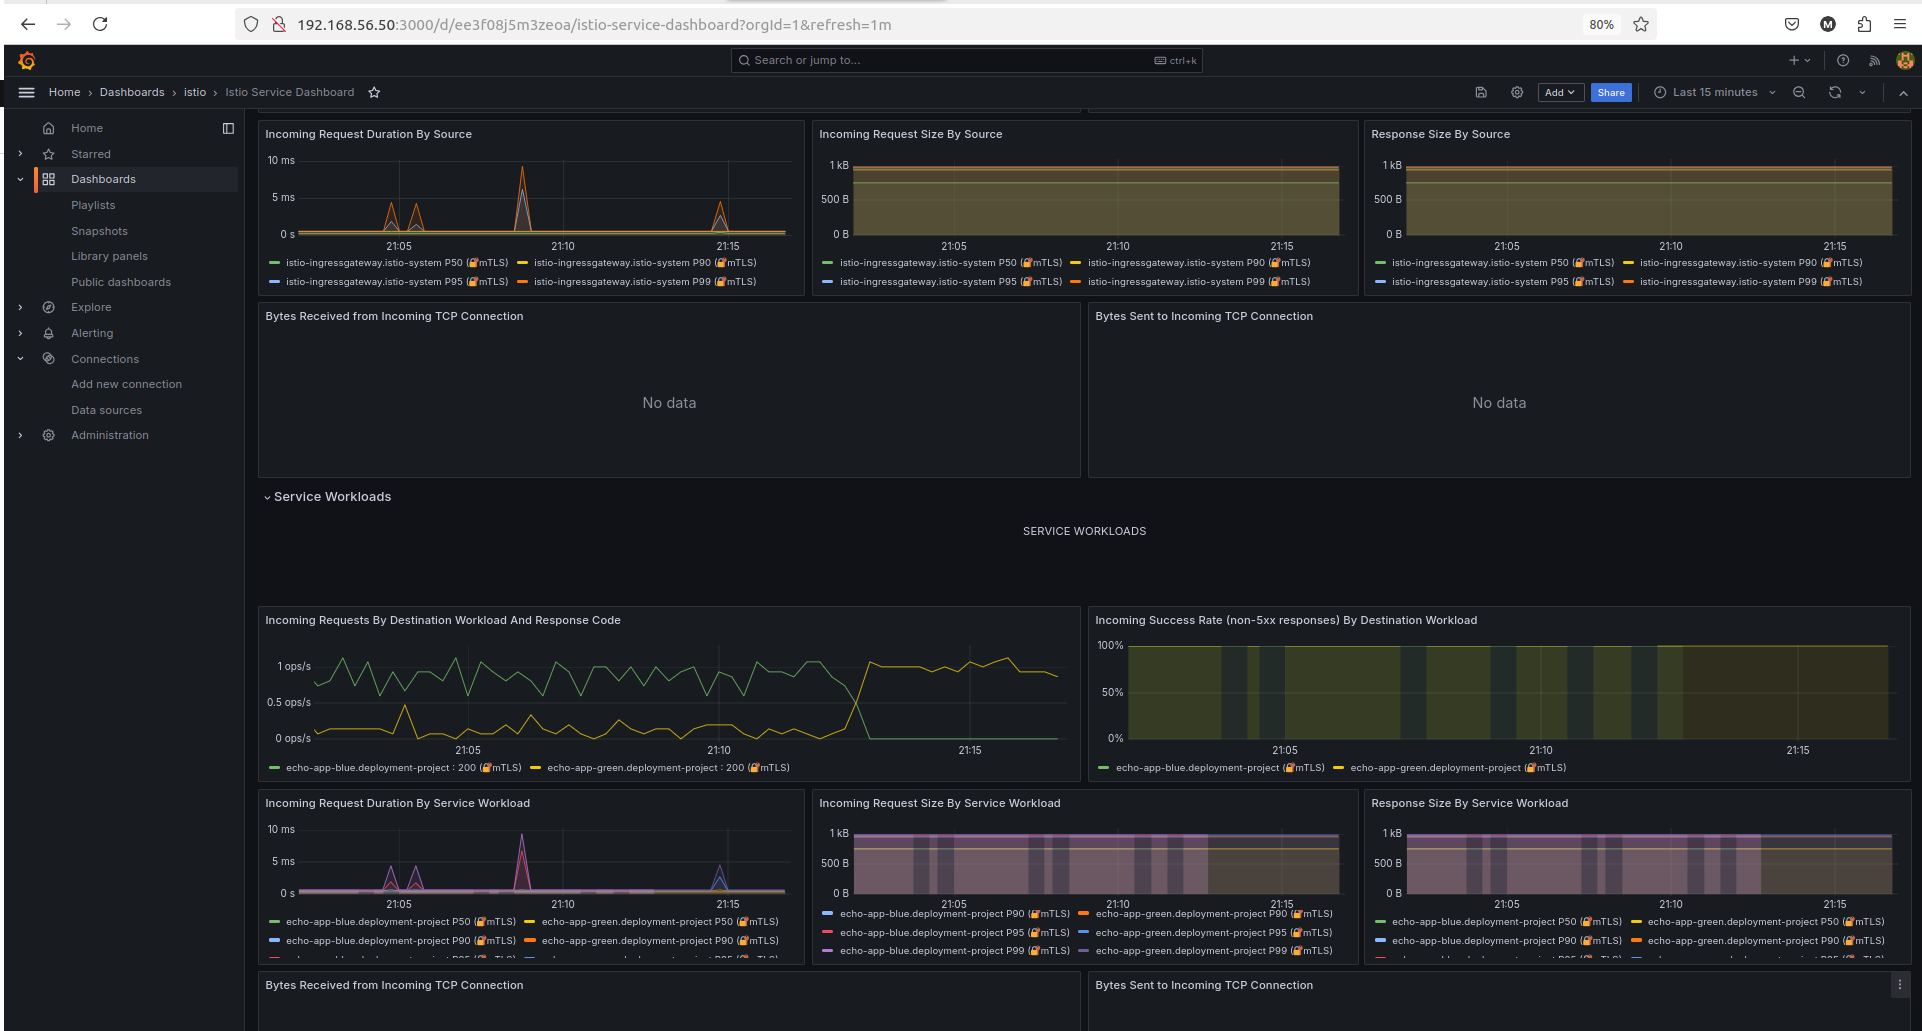 192.168.56.50:3000/d/ee3f08j5m3zeoa/istio-service-dashboard?orgId=1&refresh=1m
80%
M
Search or jump to...
ctrl+k
Home › Dashboards › istio › Istio Service Dashboard
Add
Share
Last 15 minutes
Home
Starred
Dashboards
Playlists
Snapshots
Library panels
Public dashboards
Explore
Alerting
Connections
Add new connection
Data sources
Administration
Incoming Request Duration By Source
10 ms
5 ms
0 s
21:05 21:10 21:15
istio-ingressgateway.istio-system P50 (🔐mTLS) istio-ingressgateway.istio-system P90 (🔐mTLS)
istio-ingressgateway.istio-system P95 (🔐mTLS) istio-ingressgateway.istio-system P99 (🔐mTLS)
Incoming Request Size By Source
1 kB
500 B
0 B
21:05 21:10 21:15
istio-ingressgateway.istio-system P50 (🔐mTLS) istio-ingressgateway.istio-system P90 (🔐mTLS)
istio-ingressgateway.istio-system P95 (🔐mTLS) istio-ingressgateway.istio-system P99 (🔐mTLS)
Response Size By Source
1 kB
500 B
0 B
21:05 21:10 21:15
istio-ingressgateway.istio-system P50 (🔐mTLS) istio-ingressgateway.istio-system P90 (🔐mTLS)
istio-ingressgateway.istio-system P95 (🔐mTLS) istio-ingressgateway.istio-system P99 (🔐mTLS)
Bytes Received from Incoming TCP Connection
No data
Bytes Sent to Incoming TCP Connection
No data
Service Workloads
SERVICE WORKLOADS
Incoming Requests By Destination Workload And Response Code
1 ops/s
0.5 ops/s
0 ops/s
21:05 21:10 21:15
echo-app-blue.deployment-project : 200 (🔐mTLS) echo-app-green.deployment-project : 200 (🔐mTLS)
Incoming Success Rate (non-5xx responses) By Destination Workload
100%
50%
0%
21:05 21:10 21:15
echo-app-blue.deployment-project (🔐mTLS) echo-app-green.deployment-project (🔐mTLS)
Incoming Request Duration By Service Workload
10 ms
5 ms
0 s
21:05 21:10 21:15
echo-app-blue.deployment-project P50 (🔐mTLS) echo-app-green.deployment-project P50 (🔐mTLS)
echo-app-blue.deployment-project P90 (🔐mTLS) echo-app-green.deployment-project P90 (🔐mTLS)
Incoming Request Size By Service Workload
1 kB
500 B
0 B
21:05 21:10 21:15
echo-app-blue.deployment-project P90 (🔐mTLS) echo-app-green.deployment-project P90 (🔐mTLS)
echo-app-blue.deployment-project P95 (🔐mTLS) echo-app-green.deployment-project P95 (🔐mTLS)
echo-app-blue.deployment-project P99 (🔐mTLS) echo-app-green.deployment-project P99 (🔐mTLS)
Response Size By Service Workload
1 kB
500 B
0 B
21:05 21:10 21:15
echo-app-blue.deployment-project P50 (🔐mTLS) echo-app-green.deployment-project P50 (🔐mTLS)
echo-app-blue.deployment-project P90 (🔐mTLS) echo-app-green.deployment-project P90 (🔐mTLS)
Bytes Received from Incoming TCP Connection
Bytes Sent to Incoming TCP Connection